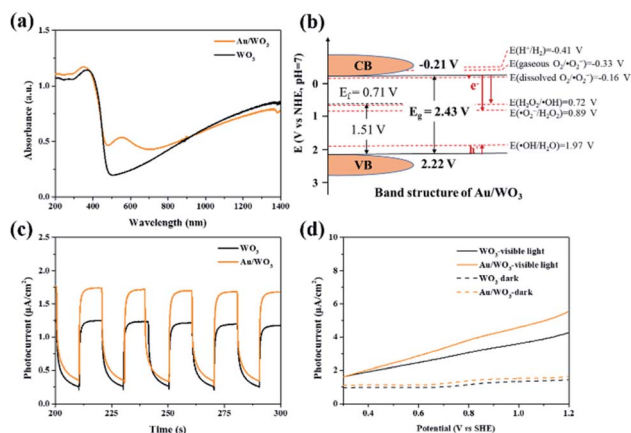 (a)
Au/WO₃
WO₃
Absorbance (a.u.)
1.5
1.0
0.5
0.0
200 400 600 800 1000 1200 1400
Wavelength (nm)
(b)
E (V vs NHE, pH=7)
0
1
2
3
CB
-0.21 V
E_f = 0.71 V
E_g = 2.43 V
1.51 V
VB
2.22 V
e⁻
h⁺
E(H⁺/H₂)=-0.41 V
E(gaseous O₂/•O₂⁻)=-0.33 V
E(dissolved O₂/•O₂⁻)=-0.16 V
E(H₂O₂/•OH)=0.72 V
E(•O₂⁻/H₂O₂)=0.89 V
E(•OH/H₂O)=1.97 V
Band structure of Au/WO₃
(c)
WO₃
Au/WO₃
Photocurrent (μA/cm²)
2.5
2.0
1.5
1.0
0.5
0.0
200 220 240 260 280 300
Time (s)
(d)
WO₃-visible light
Au/WO₃-visible light
WO₃-dark
Au/WO₃-dark
Photocurrent (μA/cm²)
10
8
6
4
2
0
0.4 0.6 0.8 1.0 1.2
Potential (V vs SHE)